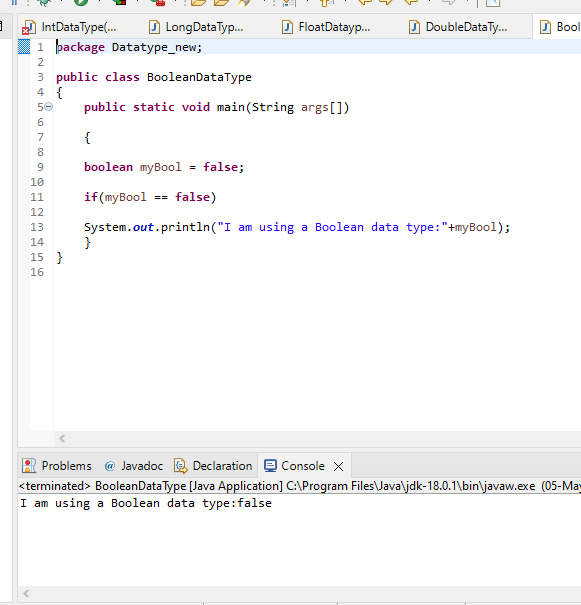 IntDataType(...
LongDataTyp...
FloatDatayp...
DoubleDataTy...
Bool
1 package Datatype_new;
2
3 public class BooleanDataType
4 {
5 public static void main(String args[])
6
7 {
8
9 boolean myBool = false;
10
11 if(myBool == false)
12
13 System.out.println("I am using a Boolean data type:"+myBool);
14 }
15 }
16
Problems @ Javadoc Declaration Console
<terminated> BooleanDataType [Java Application] C:\Program Files\Java\jdk-18.0.1\bin\javaw.exe (05-May
I am using a Boolean data type:false